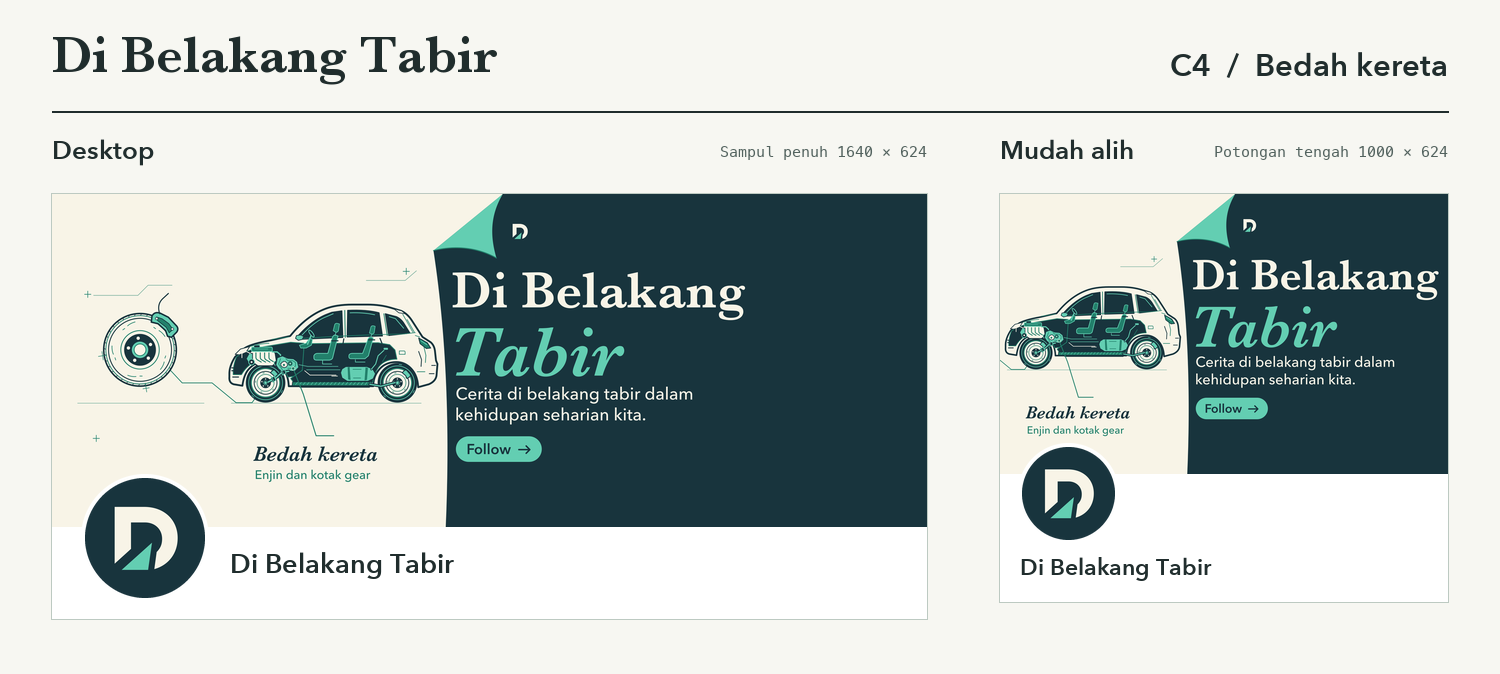 Di Belakang Tabir
C4 / Bedah kereta
Desktop
Sampul penuh 1640 × 624
Di Belakang
Tabir
Cerita di belakang tabir dalam
kehidupan seharian kita.
Follow →
Bedah kereta
Enjin dan kotak gear
Di Belakang Tabir
Mudah alih
Potongan tengah 1000 × 624
Di Belakang
Tabir
Cerita di belakang tabir dalam
kehidupan seharian kita.
Follow →
Bedah kereta
Enjin dan kotak gear
Di Belakang Tabir